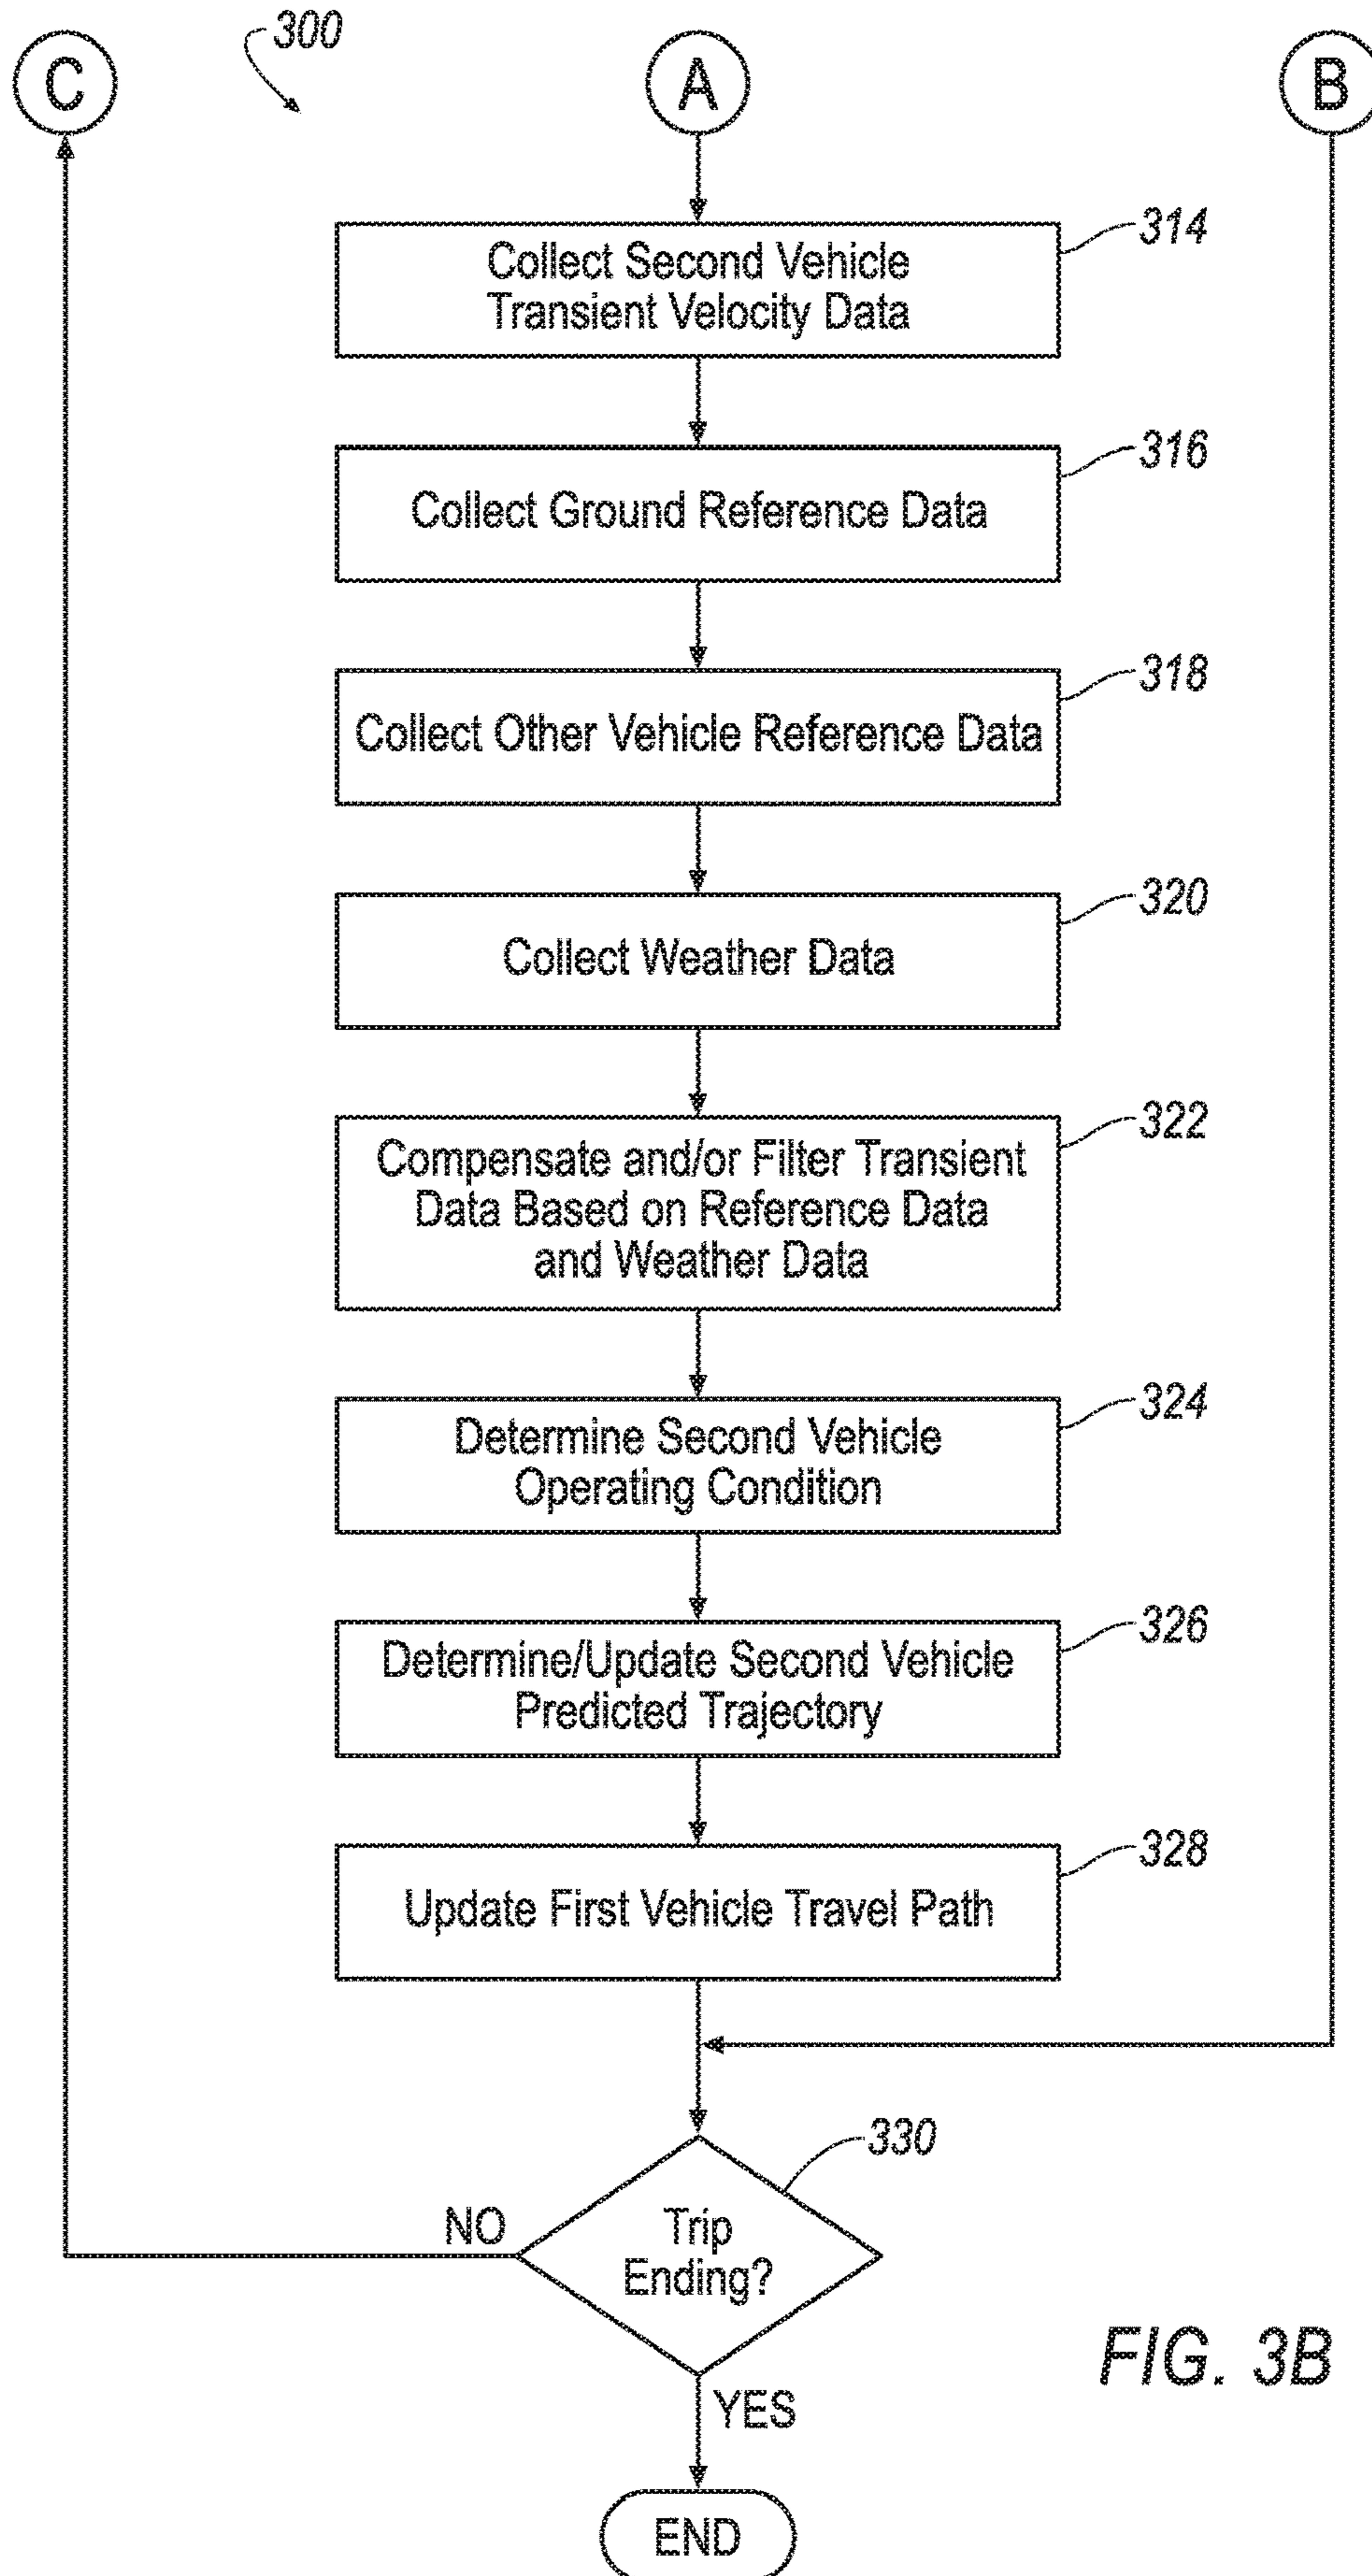 300
C
A
B
314
Collect Second Vehicle
Transient Velocity Data
316
Collect Ground Reference Data
318
Collect Other Vehicle Reference Data
320
Collect Weather Data
322
Compensate and/or Filter Transient
Data Based on Reference Data
and Weather Data
324
Determine Second Vehicle
Operating Condition
326
Determine/Update Second Vehicle
Predicted Trajectory
328
Update First Vehicle Travel Path
330
NO
Trip
Ending?
YES
FIG. 3B
END